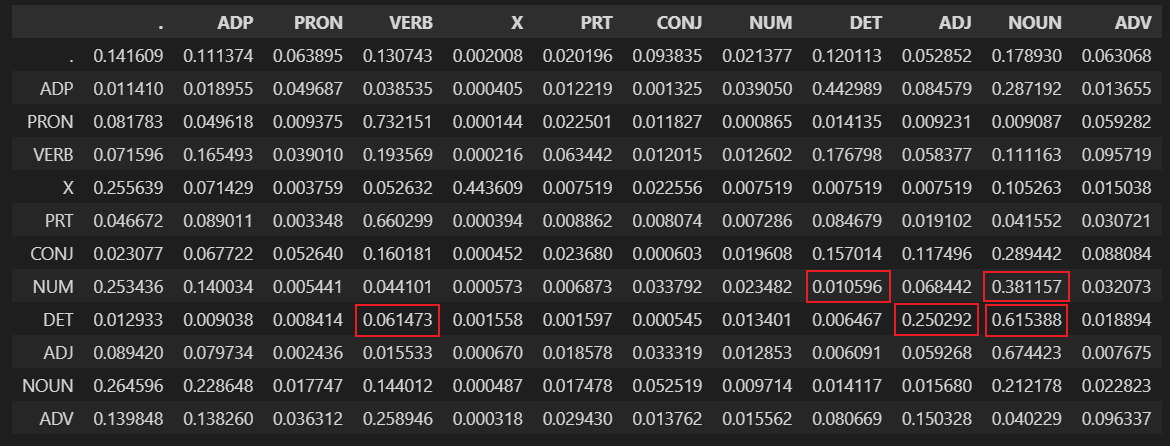 . ADP PRON VERB X PRT CONJ NUM DET ADJ NOUN ADV
. 0.141609 0.111374 0.063895 0.130743 0.002008 0.020196 0.093835 0.021377 0.120113 0.052852 0.178930 0.063068
ADP 0.011410 0.018955 0.049687 0.038535 0.000405 0.012219 0.001325 0.039050 0.442989 0.084579 0.287192 0.013655
PRON 0.081783 0.049618 0.009375 0.732151 0.000144 0.022501 0.011827 0.000865 0.014135 0.009231 0.009087 0.059282
VERB 0.071596 0.165493 0.039010 0.193569 0.000216 0.063442 0.012015 0.012602 0.176798 0.058377 0.111163 0.095719
X 0.255639 0.071429 0.003759 0.052632 0.443609 0.007519 0.022556 0.007519 0.007519 0.007519 0.105263 0.015038
PRT 0.046672 0.089011 0.003348 0.660299 0.000394 0.008862 0.008074 0.007286 0.084679 0.019102 0.041552 0.030721
CONJ 0.023077 0.067722 0.052640 0.160181 0.000452 0.023680 0.000603 0.019608 0.157014 0.117496 0.289442 0.088084
NUM 0.253436 0.140034 0.005441 0.044101 0.000573 0.006873 0.033792 0.023482 0.010596 0.068442 0.381157 0.032073
DET 0.012933 0.009038 0.008414 0.061473 0.001558 0.001597 0.000545 0.013401 0.006467 0.250292 0.615388 0.018894
ADJ 0.089420 0.079734 0.002436 0.015533 0.000670 0.018578 0.033319 0.012853 0.006091 0.059268 0.674423 0.007675
NOUN 0.264596 0.228648 0.017747 0.144012 0.000487 0.017478 0.052519 0.009714 0.014117 0.015680 0.212178 0.022823
ADV 0.139848 0.138260 0.036312 0.258946 0.000318 0.029430 0.013762 0.015562 0.080669 0.150328 0.040229 0.096337